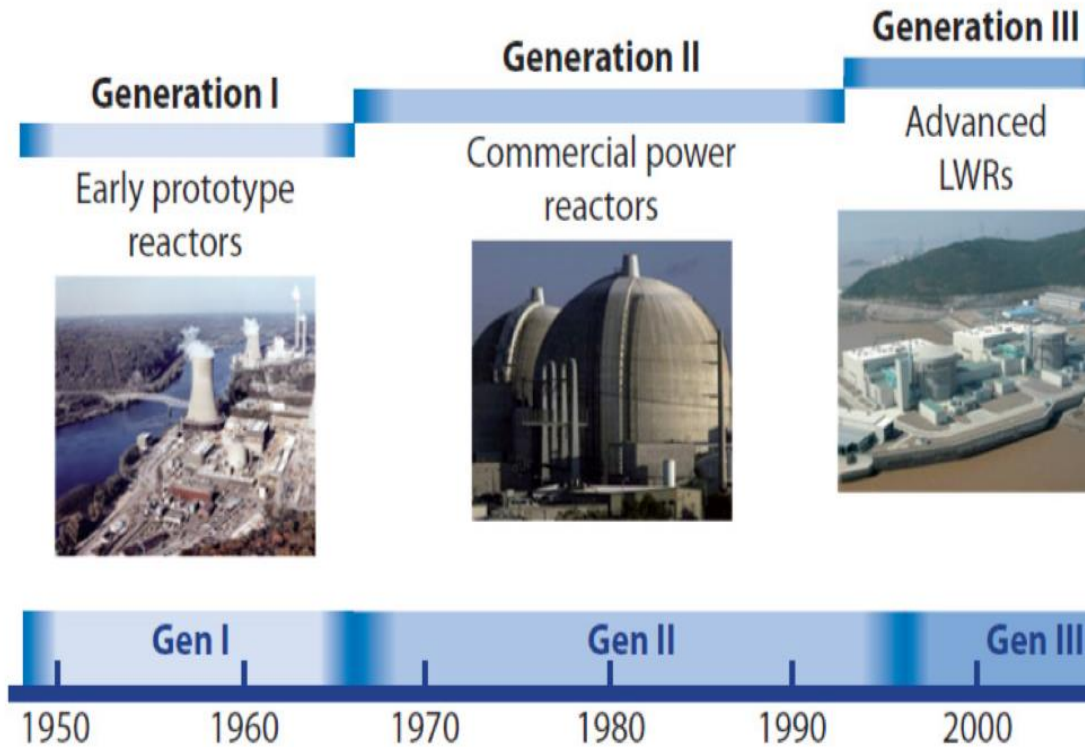 Generation I
Early prototype
reactors
Generation II
Commercial power
reactors
Generation III
Advanced
LWRs
Gen I
Gen II
Gen III
1950
1960
1970
1980
1990
2000